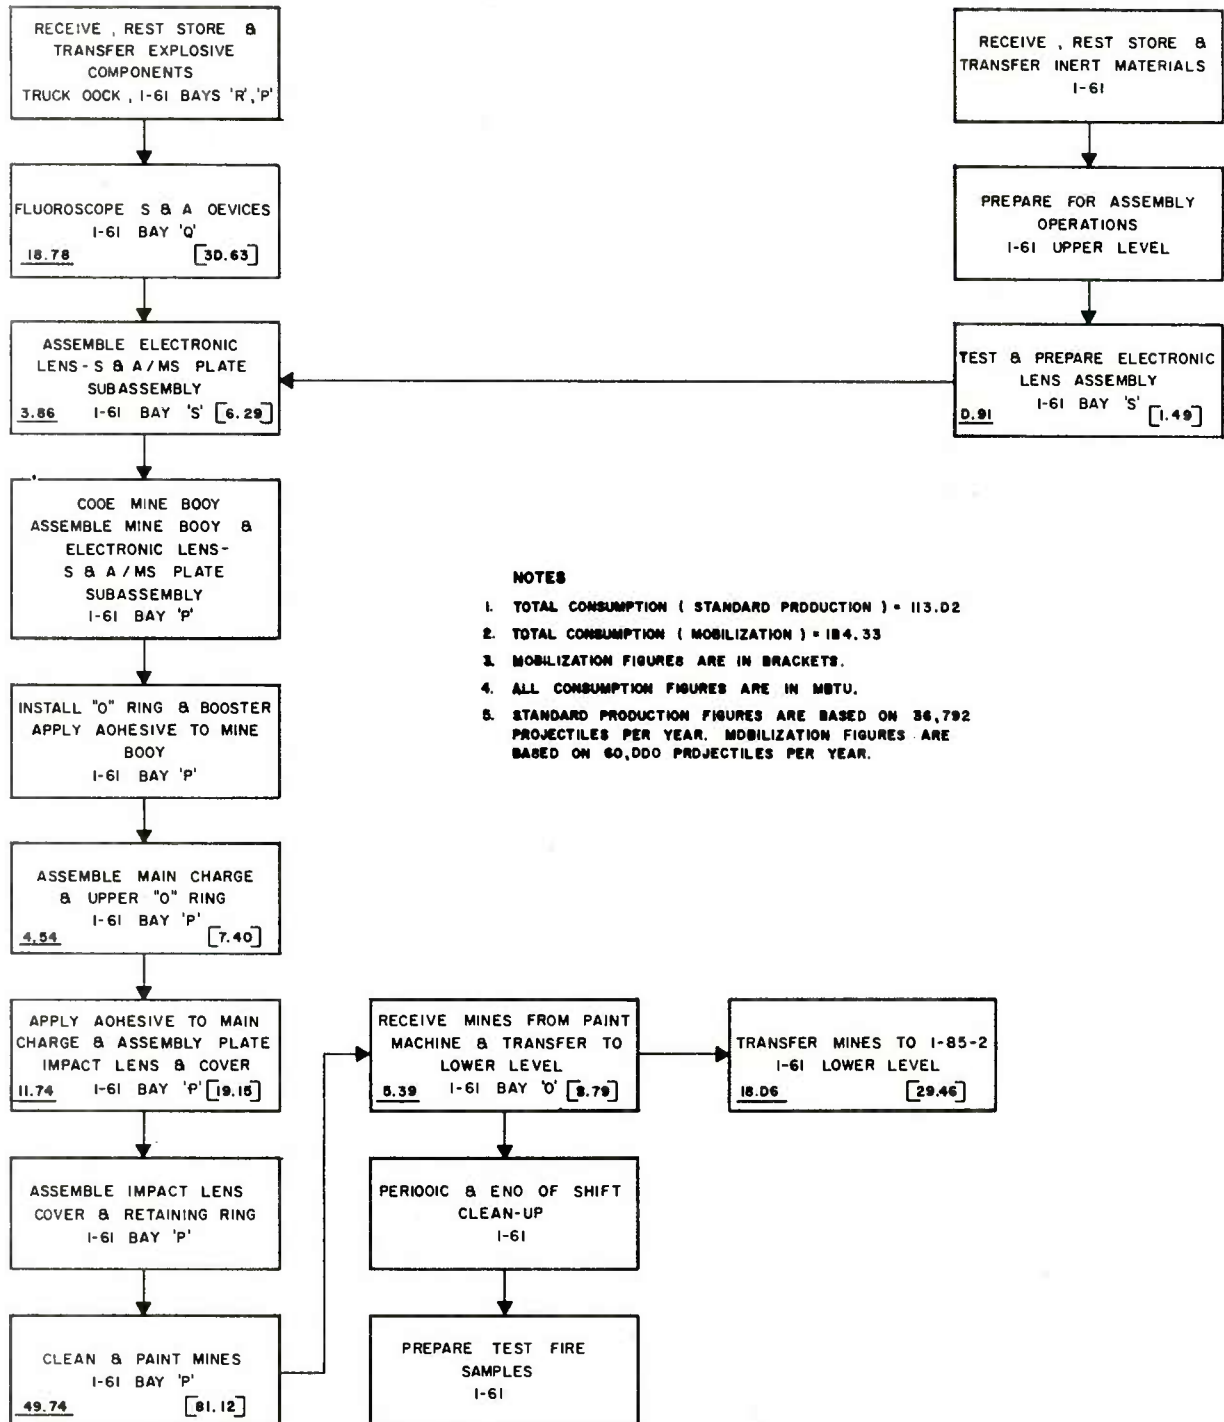 RECEIVE , REST STORE &
TRANSFER EXPLOSIVE
COMPONENTS
TRUCK OOCK , I-61 BAYS 'R','P'
FLUOROSCOPE S & A OEVICES
I-61 BAY 'Q'
18.78 [30.63]
ASSEMBLE ELECTRONIC
LENS-S & A/MS PLATE
SUBASSEMBLY
3.86 I-61 BAY 'S' [6.29]
COOE MINE BOOY
ASSEMBLE MINE BODY &
ELECTRONIC LENS-
S & A / MS PLATE
SUBASSEMBLY
I-61 BAY 'P'
INSTALL "O" RING & BOOSTER
APPLY AOHESIVE TO MINE
BODY
I-61 BAY 'P'
ASSEMBLE MAIN CHARGE
& UPPER "O" RING
I-61 BAY 'P'
4.54 [7.40]
APPLY AOHESIVE TO MAIN
CHARGE & ASSEMBLY PLATE
IMPACT LENS & COVER
11.74 I-61 BAY 'P' [19.15]
ASSEMBLE IMPACT LENS
COVER & RETAINING RING
I-61 BAY 'P'
CLEAN & PAINT MINES
I-61 BAY 'P'
49.74 [81.12]
RECEIVE , REST STORE &
TRANSFER INERT MATERIALS
I-61
PREPARE FOR ASSEMBLY
OPERATIONS
I-61 UPPER LEVEL
TEST & PREPARE ELECTRONIC
LENS ASSEMBLY
I-61 BAY 'S'
0.91 [1.49]
NOTES
1. TOTAL CONSUMPTION ( STANDARD PRODUCTION ) = 113.02
2. TOTAL CONSUMPTION ( MOBILIZATION ) = 184.33
3. MOBILIZATION FIGURES ARE IN BRACKETS.
4. ALL CONSUMPTION FIGURES ARE IN MBTU.
5. STANDARD PRODUCTION FIGURES ARE BASED ON 36,792
PROJECTILES PER YEAR. MOBILIZATION FIGURES ARE
BASED ON 60,000 PROJECTILES PER YEAR.
RECEIVE MINES FROM PAINT
MACHINE & TRANSFER TO
LOWER LEVEL
5.39 I-61 BAY 'O' [8.79]
TRANSFER MINES TO I-85-2
I-61 LOWER LEVEL
18.06 [29.46]
PERIOOIC & ENO OF SHIFT
CLEAN-UP
I-61
PREPARE TEST FIRE
SAMPLES
I-61